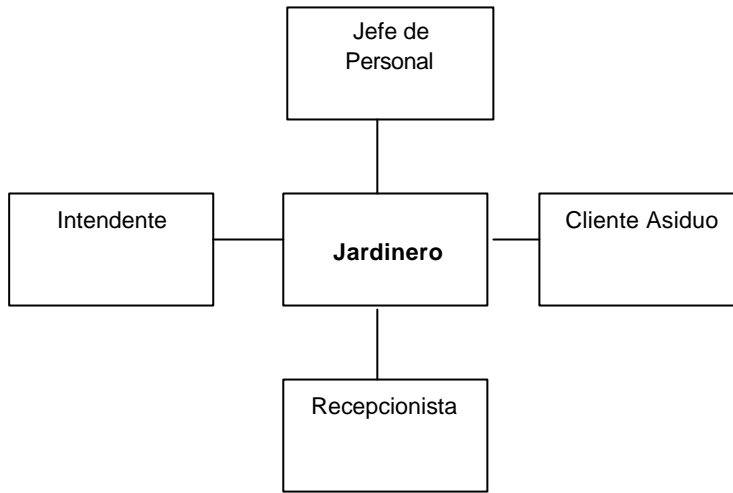 Jefe de
Personal
Intendente
Jardinero
Cliente Asiduo
Recepcionista